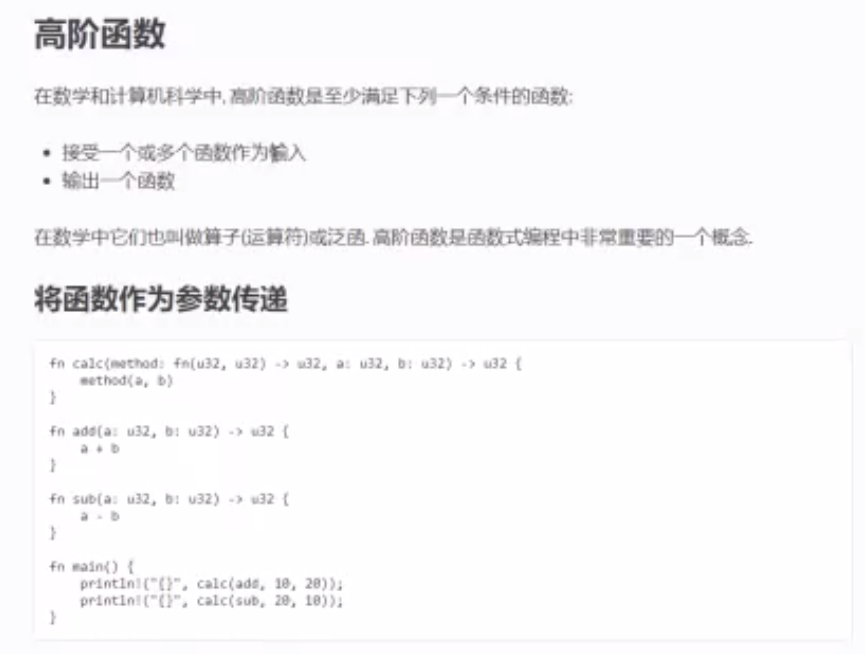 高阶函数
在数学和计算机科学中, 高阶函数是至少满足下列一个条件的函数:
• 接受一个或多个函数作为输入
• 输出一个函数
在数学中它们也叫做算子(运算符)或泛函. 高阶函数是函数式编程中非常重要的一个概念.
将函数作为参数传递
fn calc(method: fn(u32, u32) -> u32, a: u32, b: u32) -> u32 {
    method(a, b)
}
fn add(a: u32, b: u32) -> u32 {
    a + b
}
fn sub(a: u32, b: u32) -> u32 {
    a - b
}
fn main() {
    println!("{}", calc(add, 10, 20));
    println!("{}", calc(sub, 20, 10));
}